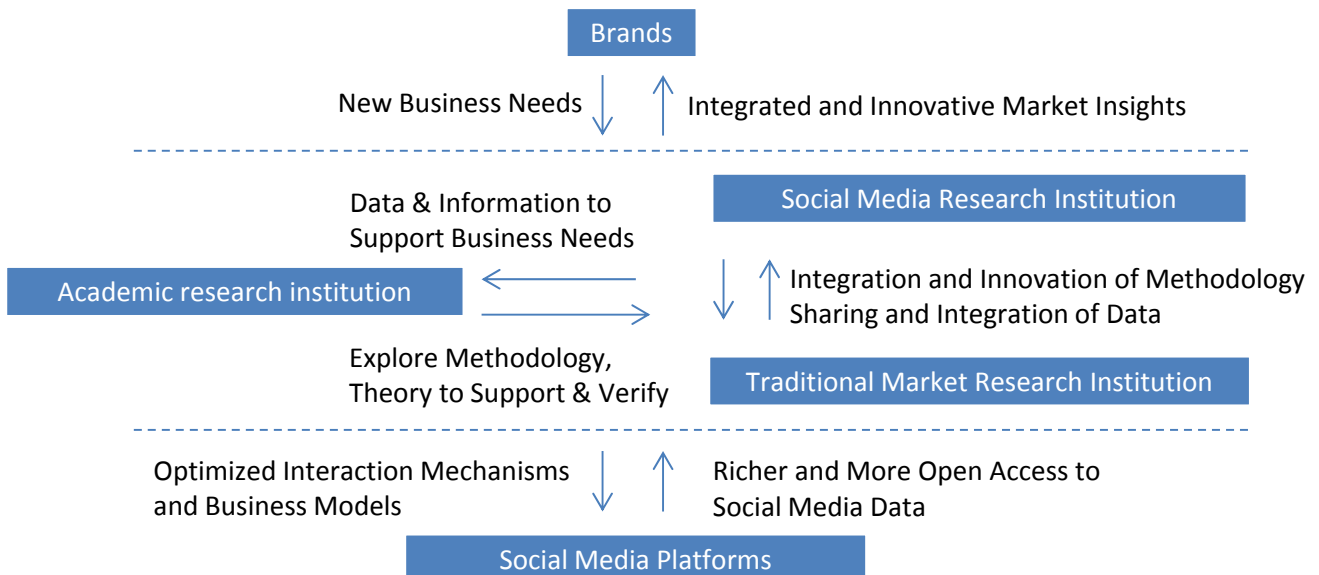 Brands
New Business Needs
Integrated and Innovative Market Insights
Social Media Research Institution
Data & Information to
Support Business Needs
Academic research institution
Integration and Innovation of Methodology
Sharing and Integration of Data
Explore Methodology,
Theory to Support & Verify
Traditional Market Research Institution
Optimized Interaction Mechanisms
and Business Models
Richer and More Open Access to
Social Media Data
Social Media Platforms